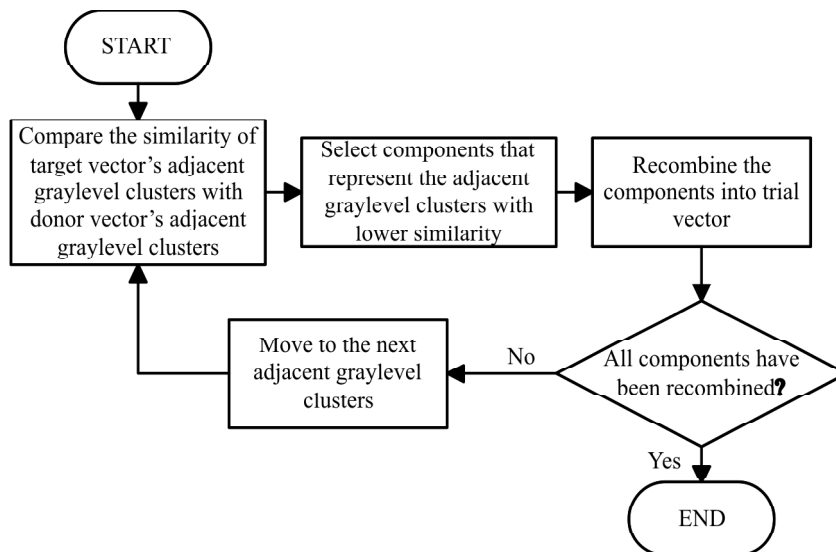 START
Compare the similarity of
target vector's adjacent
graylevel clusters with
donor vector's adjacent
graylevel clusters
Select components that
represent the adjacent
graylevel clusters with
lower similarity
Recombine the
components into trial
vector
All components have
been recombined?
No
Move to the next
adjacent graylevel
clusters
Yes
END